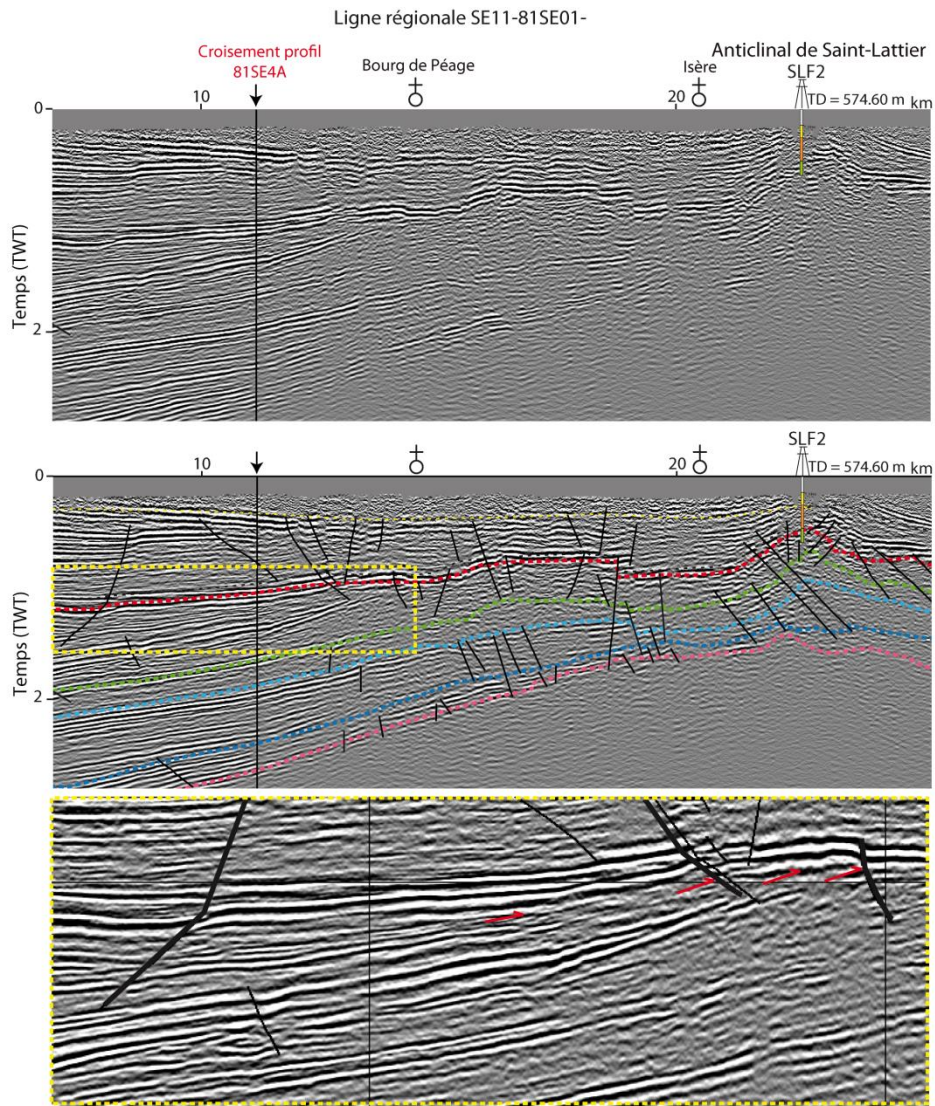 Ligne régionale SE11-81SE01-
Croisement profil
81SE4A
Bourg de Péage
Isère
Anticlinal de Saint-Lattier
SLF2
TD = 574.60 m
km
10
20
0
2
Temps (TWT)
SLF2
TD = 574.60 m
km
10
20
0
2
Temps (TWT)